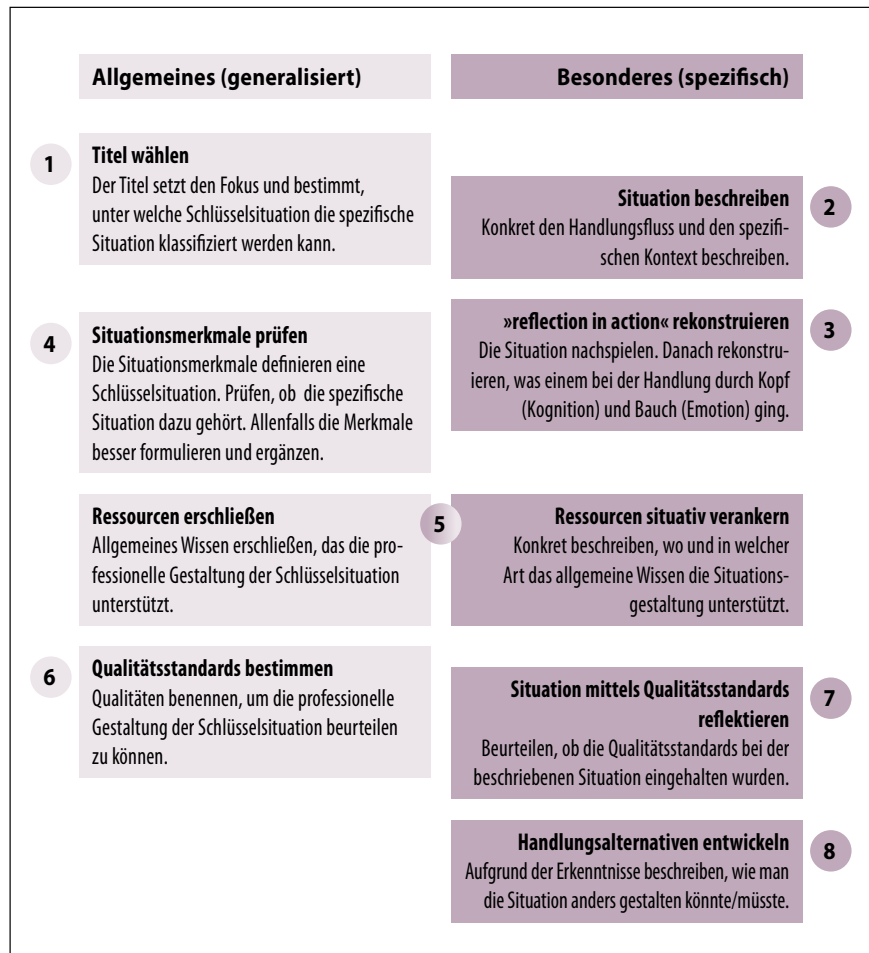 Allgemeines (generalisiert)
Besonderes (spezifisch)
1
Titel wählen
Der Titel setzt den Fokus und bestimmt,
unter welche Schlüsselsituation die spezifische
Situation klassifiziert werden kann.
Situation beschreiben
2
Konkret den Handlungsfluss und den spezifi-
schen Kontext beschreiben.
»reflection in action« rekonstruieren
3
Die Situation nachspielen. Danach rekonstru-
ieren, was einem bei der Handlung durch Kopf
(Kognition) und Bauch (Emotion) ging.
4
Situationsmerkmale prüfen
Die Situationsmerkmale definieren eine
Schlüsselsituation. Prüfen, ob die spezifische
Situation dazu gehört. Allenfalls die Merkmale
besser formulieren und ergänzen.
Ressourcen erschließen
Allgemeines Wissen erschließen, das die pro-
fessionelle Gestaltung der Schlüsselsituation
unterstützt.
5
Ressourcen situativ verankern
Konkret beschreiben, wo und in welcher
Art das allgemeine Wissen die Situations-
gestaltung unterstützt.
6
Qualitätsstandards bestimmen
Qualitäten benennen, um die professionelle
Gestaltung der Schlüsselsituation beurteilen
zu können.
Situation mittels Qualitätsstandards
reflektieren
7
Beurteilen, ob die Qualitätsstandards bei der
beschriebenen Situation eingehalten wurden.
Handlungsalternativen entwickeln
8
Aufgrund der Erkenntnisse beschreiben, wie man
die Situation anders gestalten könnte/müsste.